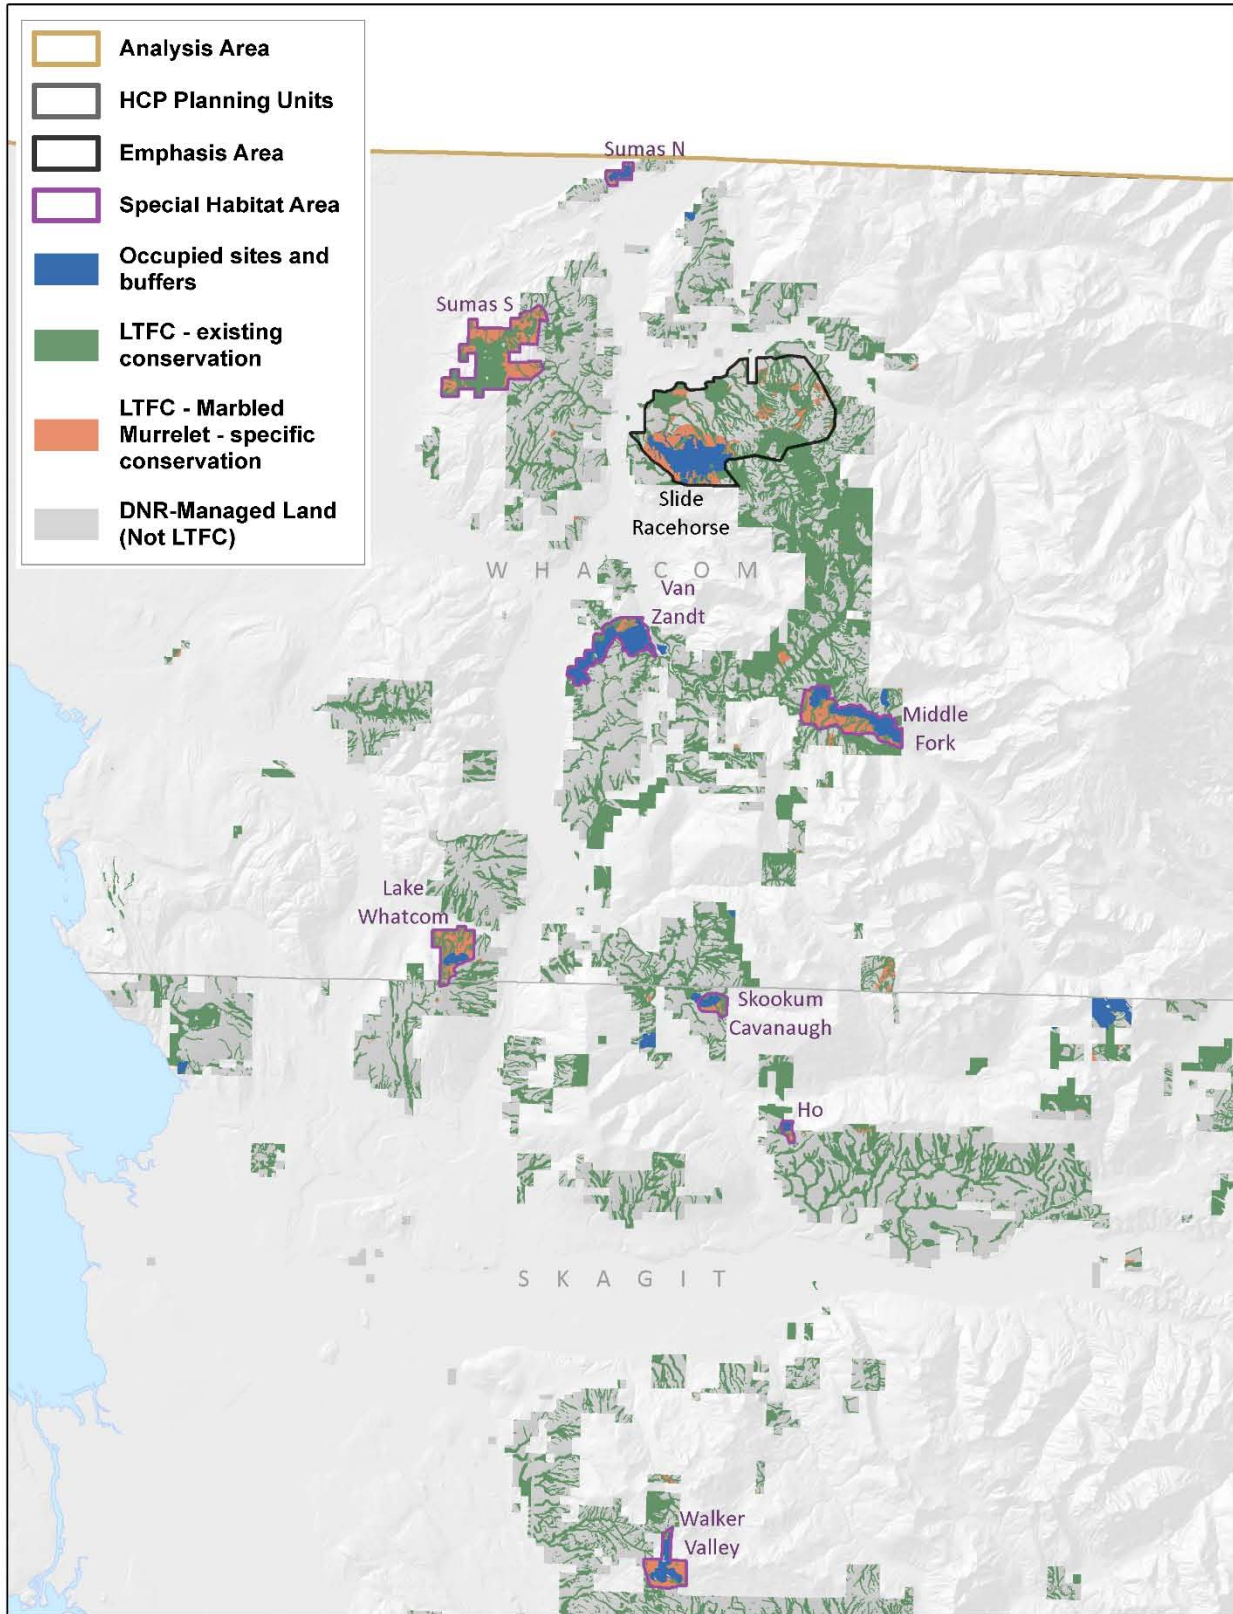 Analysis Area
HCP Planning Units
Emphasis Area
Special Habitat Area
Occupied sites and
buffers
LTFC - existing
conservation
LTFC - Marbled
Murrelet - specific
conservation
DNR-Managed Land
(Not LTFC)
Sumas N
Sumas S
Slide
Racehorse
WHATCOM
Van
Zandt
Middle
Fork
Lake
Whatcom
Skookum
Cavanaugh
Ho
SKAGIT
Walker
Valley